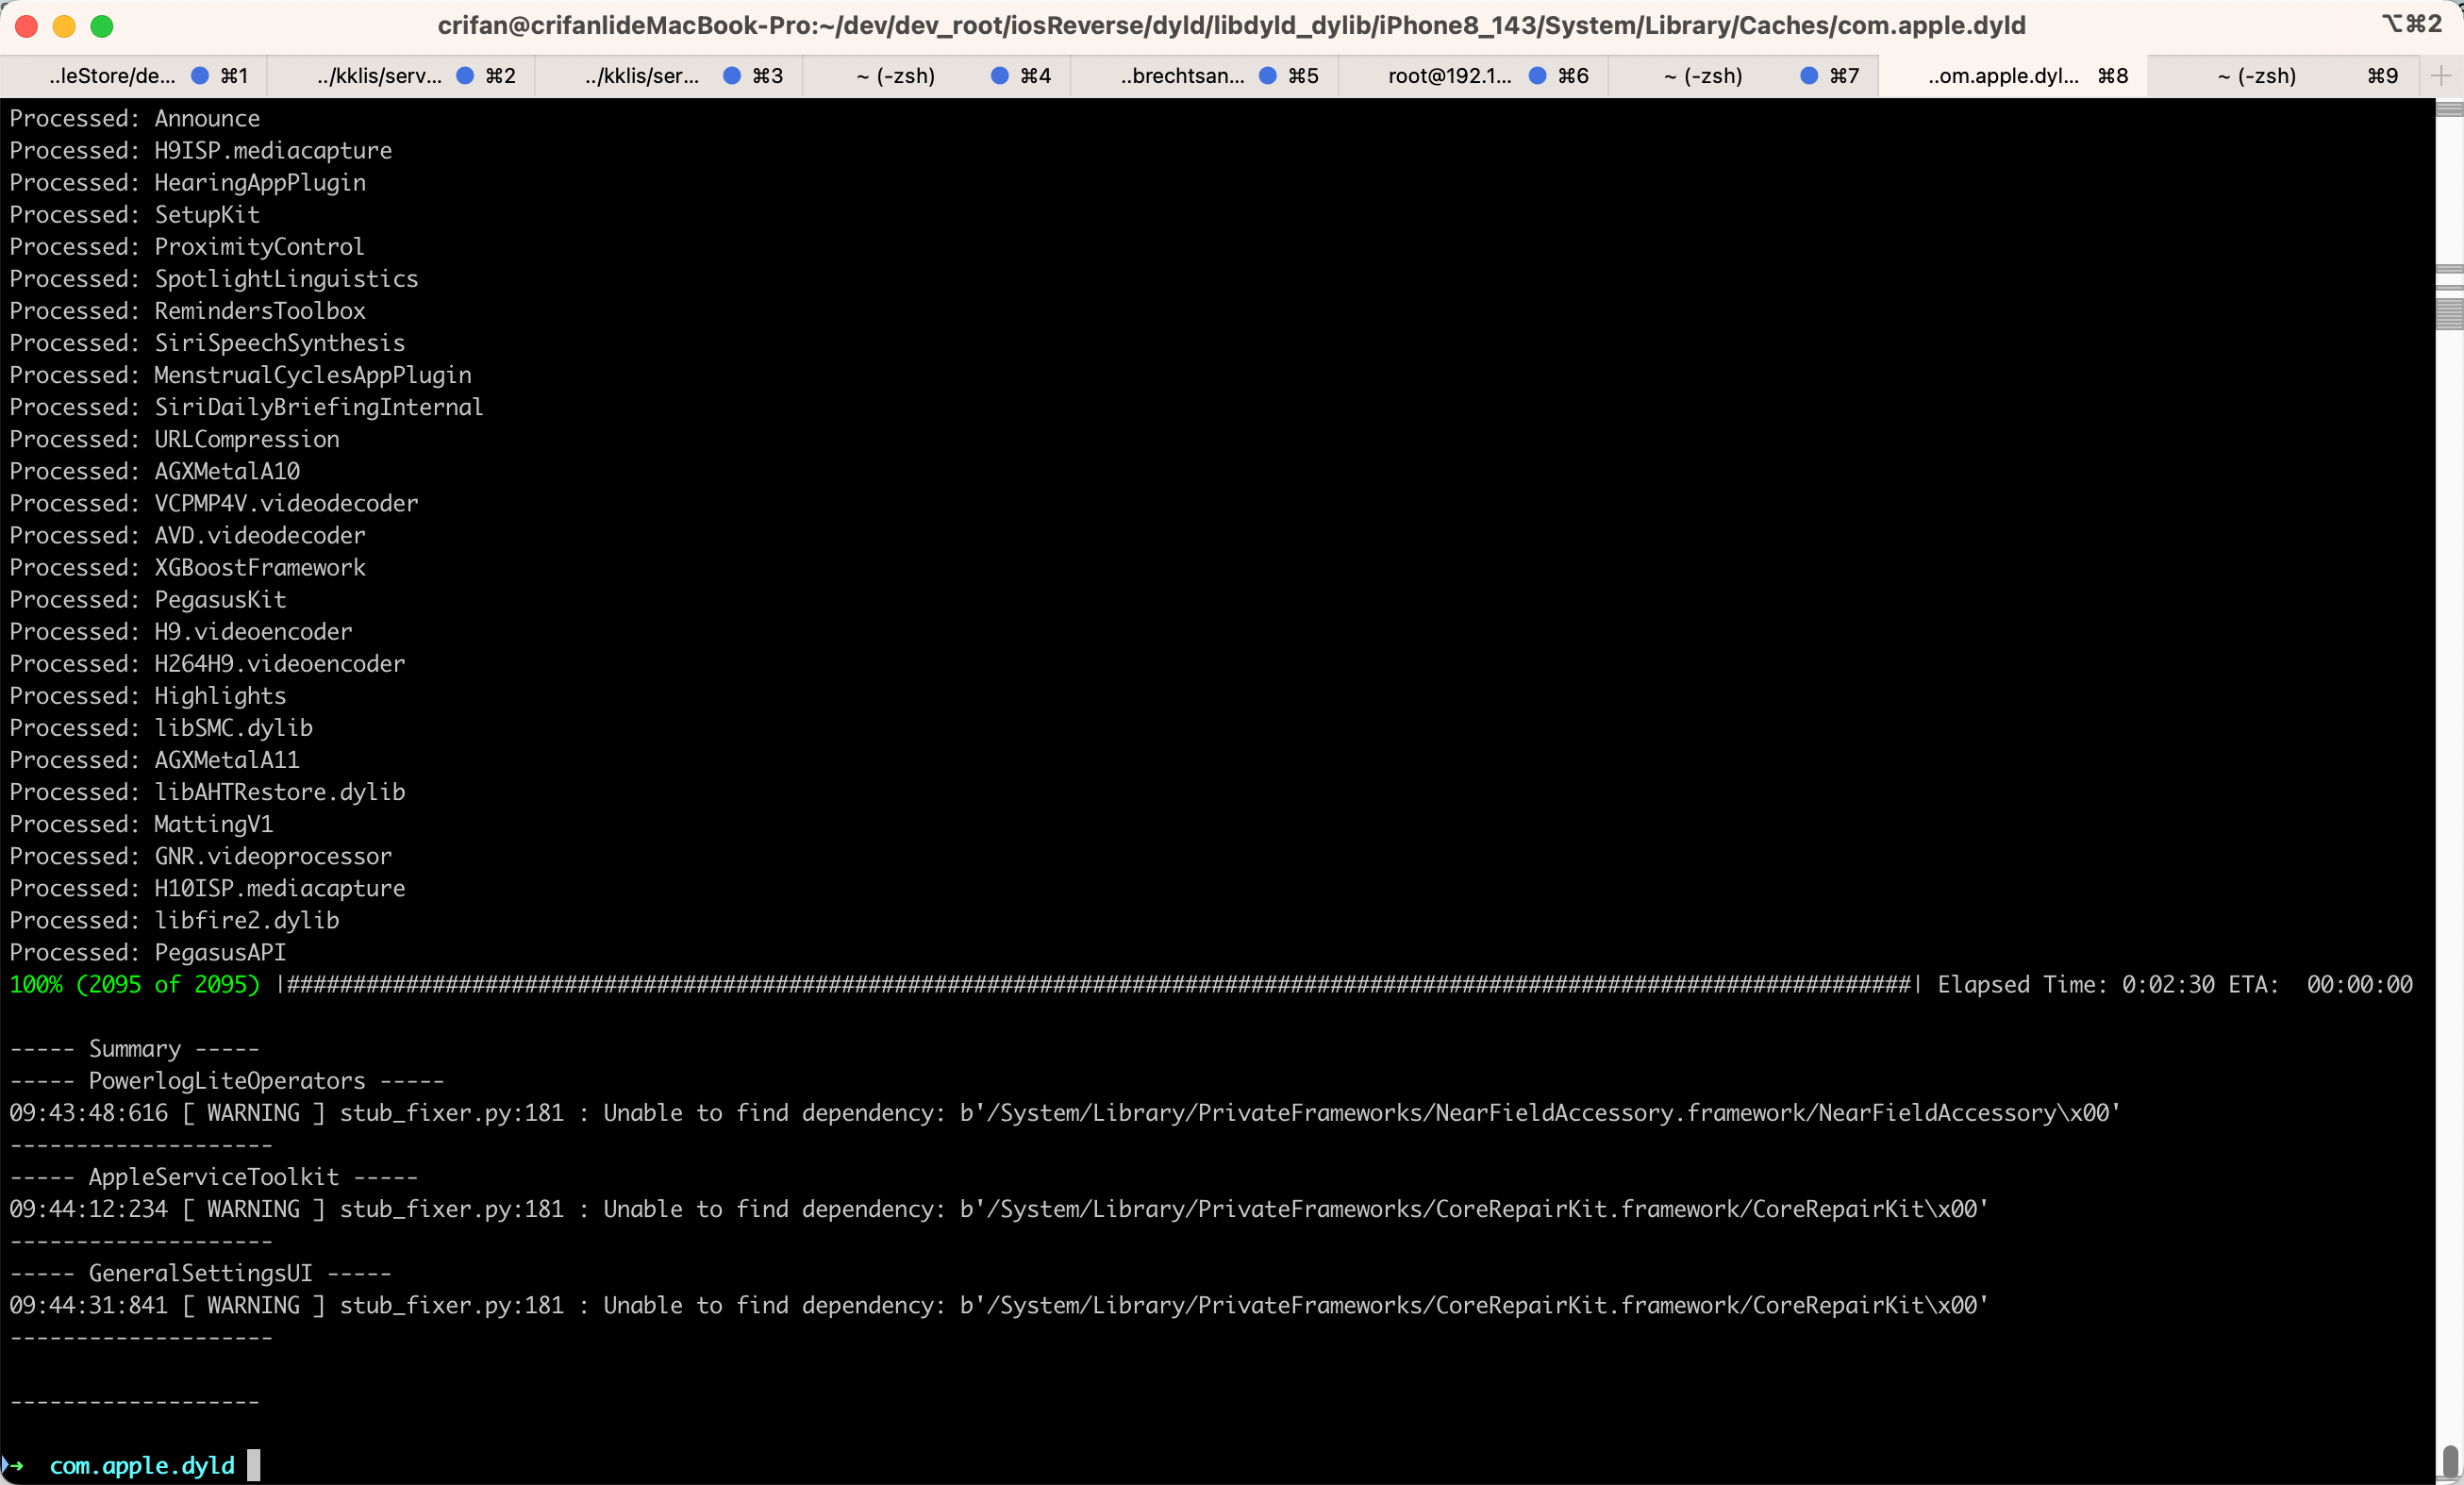 crifan@crifanlideMacBook-Pro:~/dev/dev_root/iosReverse/dyld/libdyld_dylib/iPhone8_143/System/Library/Caches/com.apple.dyld ⌥⌘2
..leStore/de... ⌘1 ../kklis/serv... ⌘2 ../kklis/ser... ⌘3 ~ (-zsh) ⌘4 ..brechtsan... ⌘5 root@192.1... ⌘6 ~ (-zsh) ⌘7 ..om.apple.dyl... ⌘8 ~ (-zsh) ⌘9 +
Processed: Announce
Processed: H9ISP.mediacapture
Processed: HearingAppPlugin
Processed: SetupKit
Processed: ProximityControl
Processed: SpotlightLinguistics
Processed: RemindersToolbox
Processed: SiriSpeechSynthesis
Processed: MenstrualCyclesAppPlugin
Processed: SiriDailyBriefingInternal
Processed: URLCompression
Processed: AGXMetalA10
Processed: VCPMP4V.videodecoder
Processed: AVD.videodecoder
Processed: XGBoostFramework
Processed: PegasusKit
Processed: H9.videoencoder
Processed: H264H9.videoencoder
Processed: Highlights
Processed: libSMC.dylib
Processed: AGXMetalA11
Processed: libAHTRestore.dylib
Processed: MattingV1
Processed: GNR.videoprocessor
Processed: H10ISP.mediacapture
Processed: libfire2.dylib
Processed: PegasusAPI
100% (2095 of 2095) |###########################################################################################################################| Elapsed Time: 0:02:30 ETA:  00:00:00
----- Summary -----
----- PowerlogLiteOperators -----
09:43:48:616 [ WARNING ] stub_fixer.py:181 : Unable to find dependency: b'/System/Library/PrivateFrameworks/NearFieldAccessory.framework/NearFieldAccessory\x00'
--------------------
----- AppleServiceToolkit -----
09:44:12:234 [ WARNING ] stub_fixer.py:181 : Unable to find dependency: b'/System/Library/PrivateFrameworks/CoreRepairKit.framework/CoreRepairKit\x00'
--------------------
----- GeneralSettingsUI -----
09:44:31:841 [ WARNING ] stub_fixer.py:181 : Unable to find dependency: b'/System/Library/PrivateFrameworks/CoreRepairKit.framework/CoreRepairKit\x00'
--------------------
-------------------
➜  com.apple.dyld